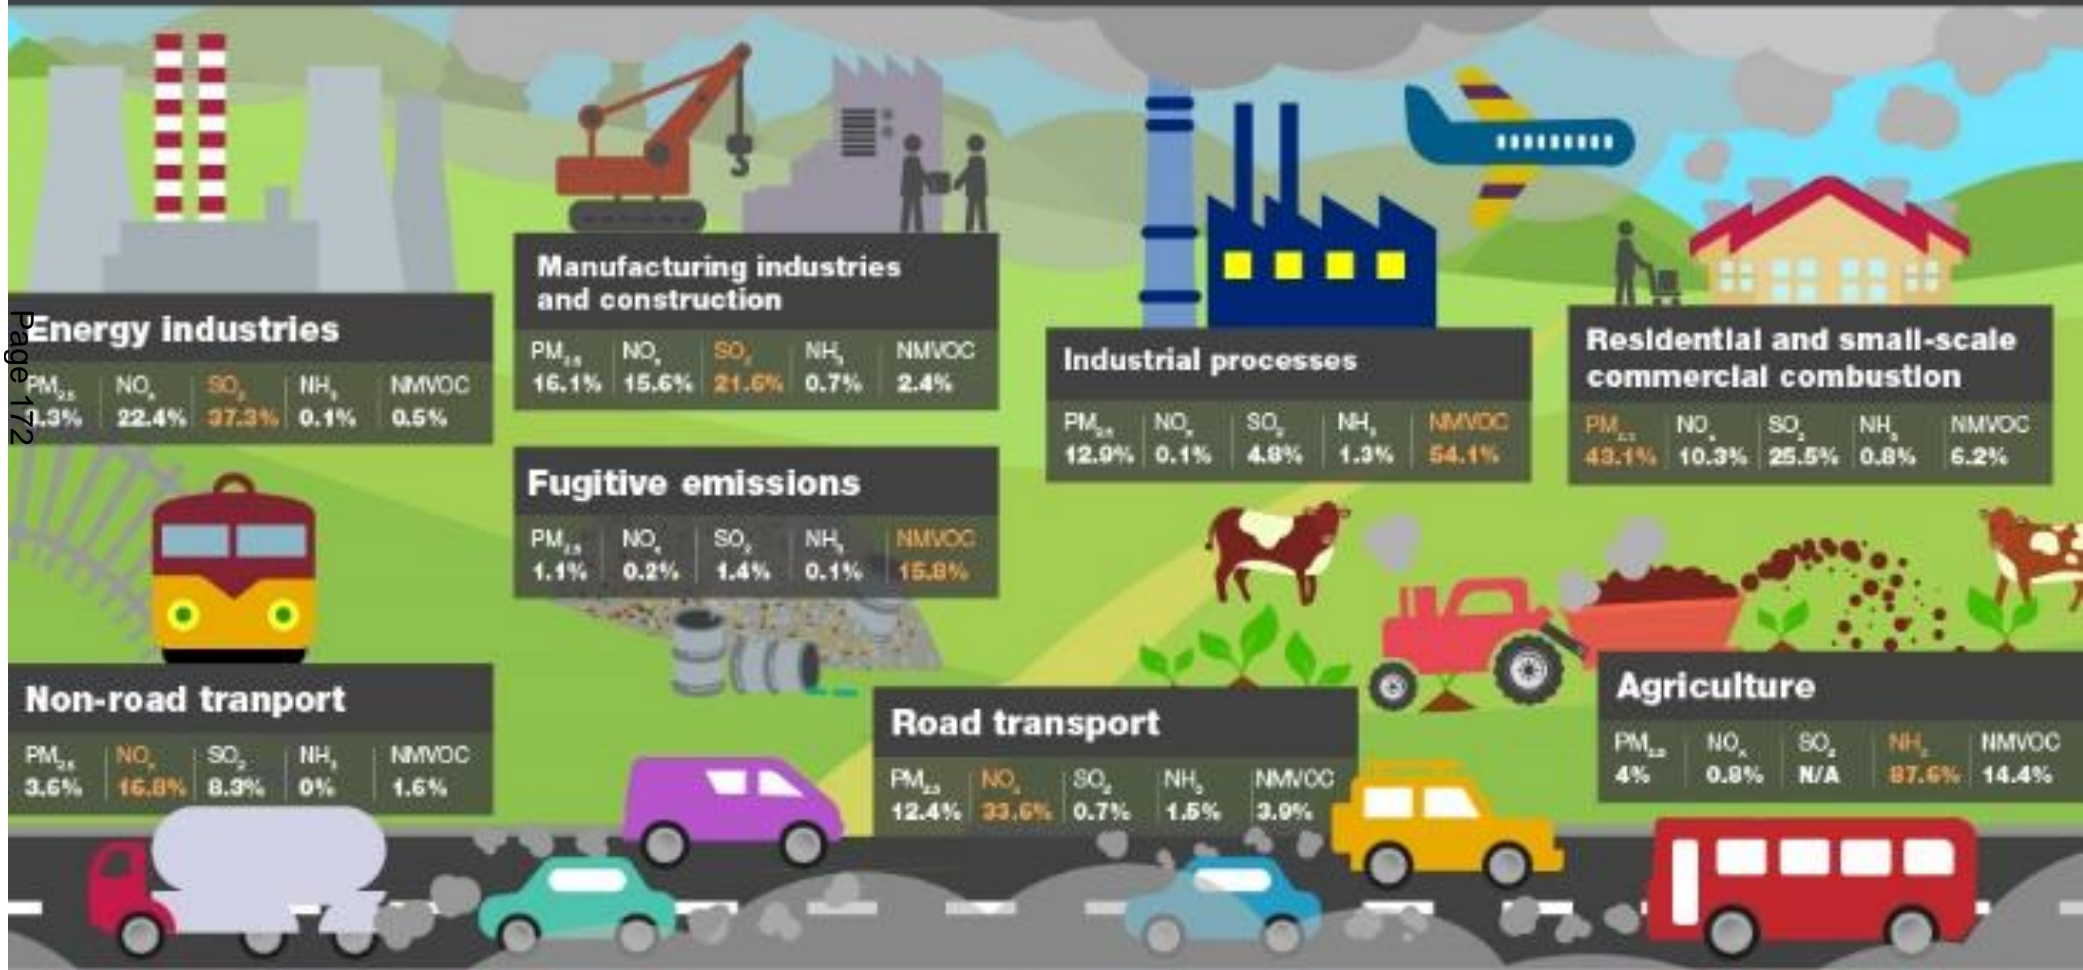 Page 172
Energy industries
PM2.5 NOx SO2 NH3 NMVOC
.3% 22.4% 37.3% 0.1% 0.5%
Manufacturing industries
and construction
PM2.5 NOx SO2 NH3 NMVOC
16.1% 15.6% 21.6% 0.7% 2.4%
Industrial processes
PM2.5 NOx SO2 NH3 NMVOC
12.9% 0.1% 4.8% 1.3% 54.1%
Residential and small-scale
commercial combustion
PM2.5 NOx SO2 NH3 NMVOC
43.1% 10.3% 25.5% 0.8% 6.2%
Fugitive emissions
PM2.5 NOx SO2 NH3 NMVOC
1.1% 0.2% 1.4% 0.1% 15.8%
Non-road tranport
PM2.5 NOx SO2 NH3 NMVOC
3.6% 16.8% 8.3% 0% 1.6%
Road transport
PM2.5 NOx SO2 NH3 NMVOC
12.4% 33.6% 0.7% 1.5% 3.9%
Agriculture
PM2.5 NOx SO2 NH3 NMVOC
4% 0.8% N/A 87.6% 14.4%